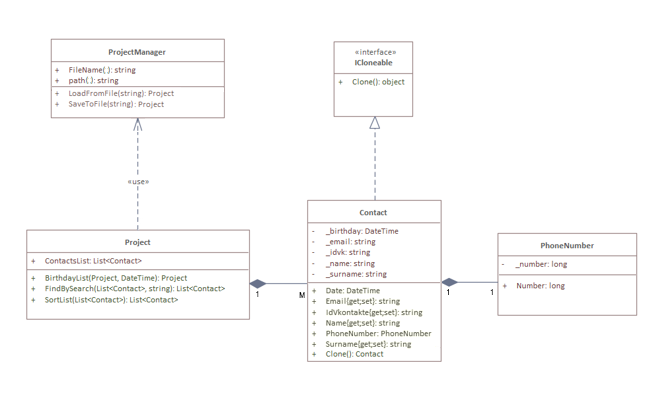 ProjectManager
+ FileName(.): string
+ path(.): string
+ LoadFromFile(string): Project
+ SaveToFile(string): Project
«interface»
ICloneable
+ Clone(): object
«use»
Project
+ ContactsList: List<Contact>
+ BirthdayList(Project, DateTime): Project
+ FindBySearch(List<Contact>, string): List<Contact>
+ SortList(List<Contact>): List<Contact>
1
M
Contact
- _birthday: DateTime
- _email: string
- _idvk: string
- _name: string
- _surname: string
+ Date: DateTime
+ Email{get;set}: string
+ IdVkontakte{get;set}: string
+ Name{get;set}: string
+ PhoneNumber: PhoneNumber
+ Surname{get;set}: string
+ Clone(): Contact
1
1
PhoneNumber
- _number: long
+ Number: long